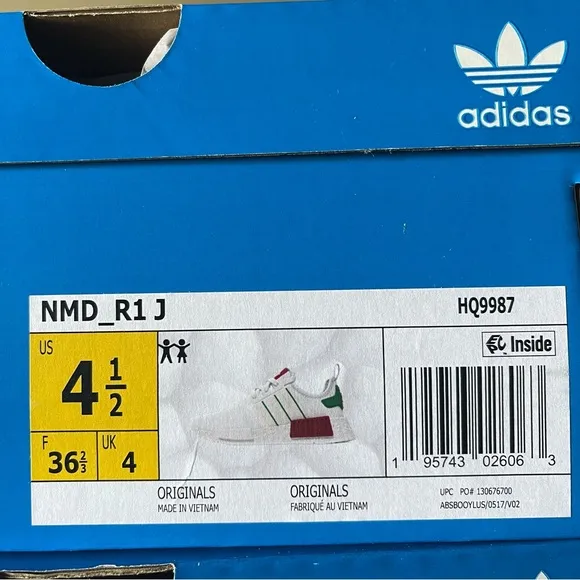 adidas
NMD_R1 J
HQ9987
US
4 1/2
F
36 2/3
UK
4
Inside
1 95743 02606 3
ORIGINALS
MADE IN VIETNAM
ORIGINALS
FABRIQUÉ AU VIETNAM
UPC PO# 130676700
ABSBOOYLUS/0517/V02